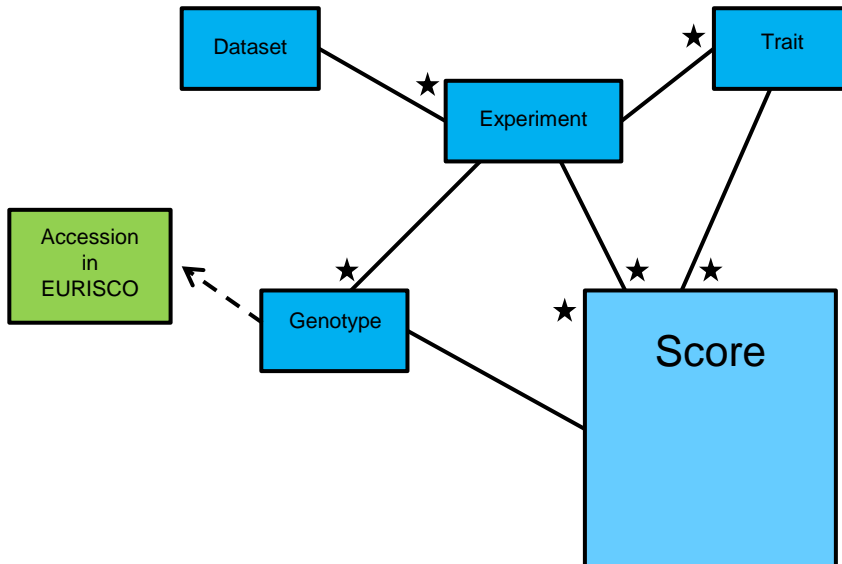 Dataset
Trait
Experiment
Accession
in
EURISCO
Genotype
Score